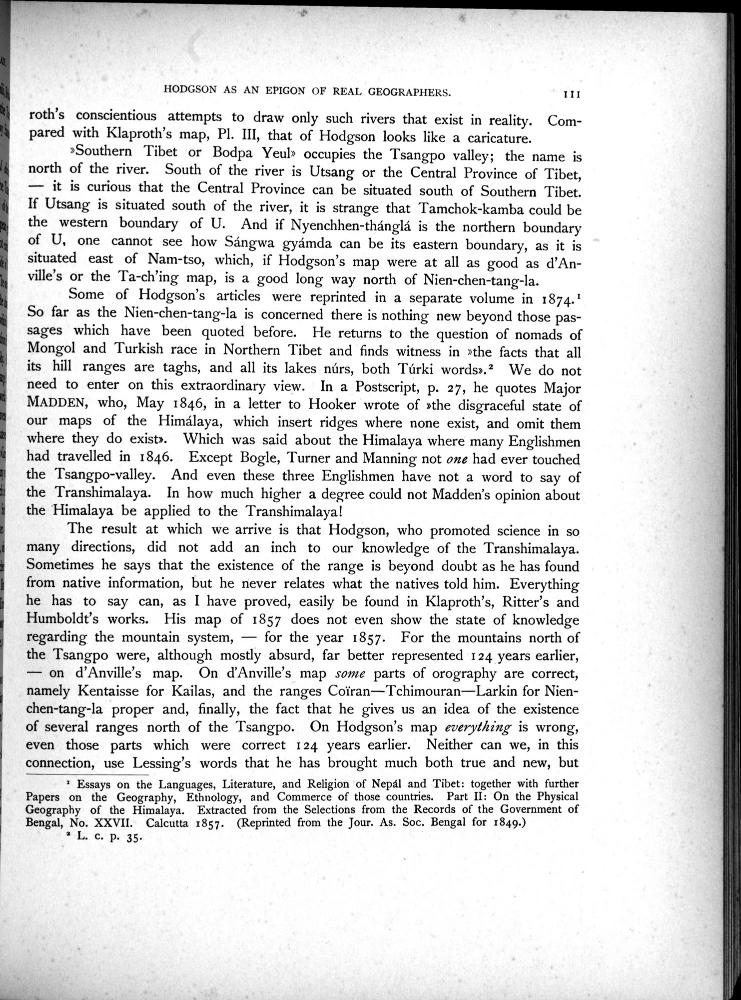 HODGSON AS AN EPIGON OF REAL GEOGRAPHERS. 111
roth's conscientious attempts to draw only such rivers that exist in reality. Com-
pared with Klaproth's map, Pl. III, that of Hodgson looks like a caricature.
»Southern Tibet or Bodpa Yeul» occupies the Tsangpo valley; the name is
north of the river. South of the river is Utsang or the Central Province of Tibet,
— it is curious that the Central Province can be situated south of Southern Tibet.
If Utsang is situated south of the river, it is strange that Tamchok-kamba could be
the western boundary of U. And if Nyenchhen-thánglá is the northern boundary
of U, one cannot see how Sángwa gyámda can be its eastern boundary, as it is
situated east of Nam-tso, which, if Hodgson's map were at all as good as d'An-
ville's or the Ta-ch'ing map, is a good long way north of Nien-chen-tang-la.
Some of Hodgson's articles were reprinted in a separate volume in 1874.¹
So far as the Nien-chen-tang-la is concerned there is nothing new beyond those pas-
sages which have been quoted before. He returns to the question of nomads of
Mongol and Turkish race in Northern Tibet and finds witness in »the facts that all
its hill ranges are taghs, and all its lakes núrs, both Túrki words».² We do not
need to enter on this extraordinary view. In a Postscript, p. 27, he quotes Major
MADDEN, who, May 1846, in a letter to Hooker wrote of »the disgraceful state of
our maps of the Himálaya, which insert ridges where none exist, and omit them
where they do exist». Which was said about the Himalaya where many Englishmen
had travelled in 1846. Except Bogle, Turner and Manning not one had ever touched
the Tsangpo-valley. And even these three Englishmen have not a word to say of
the Transhimalaya. In how much higher a degree could not Madden's opinion about
the Himalaya be applied to the Transhimalaya!
The result at which we arrive is that Hodgson, who promoted science in so
many directions, did not add an inch to our knowledge of the Transhimalaya.
Sometimes he says that the existence of the range is beyond doubt as he has found
from native information, but he never relates what the natives told him. Everything
he has to say can, as I have proved, easily be found in Klaproth's, Ritter's and
Humboldt's works. His map of 1857 does not even show the state of knowledge
regarding the mountain system, — for the year 1857. For the mountains north of
the Tsangpo were, although mostly absurd, far better represented 124 years earlier,
— on d'Anville's map. On d'Anville's map some parts of orography are correct,
namely Kentaisse for Kailas, and the ranges Coïran—Tchimouran—Larkin for Nien-
chen-tang-la proper and, finally, the fact that he gives us an idea of the existence
of several ranges north of the Tsangpo. On Hodgson's map everything is wrong,
even those parts which were correct 124 years earlier. Neither can we, in this
connection, use Lessing's words that he has brought much both true and new, but
¹ Essays on the Languages, Literature, and Religion of Nepál and Tibet: together with further
Papers on the Geography, Ethnology, and Commerce of those countries. Part II: On the Physical
Geography of the Himalaya. Extracted from the Selections from the Records of the Government of
Bengal, No. XXVII. Calcutta 1857. (Reprinted from the Jour. As. Soc. Bengal for 1849.)
² L. c. p. 35.